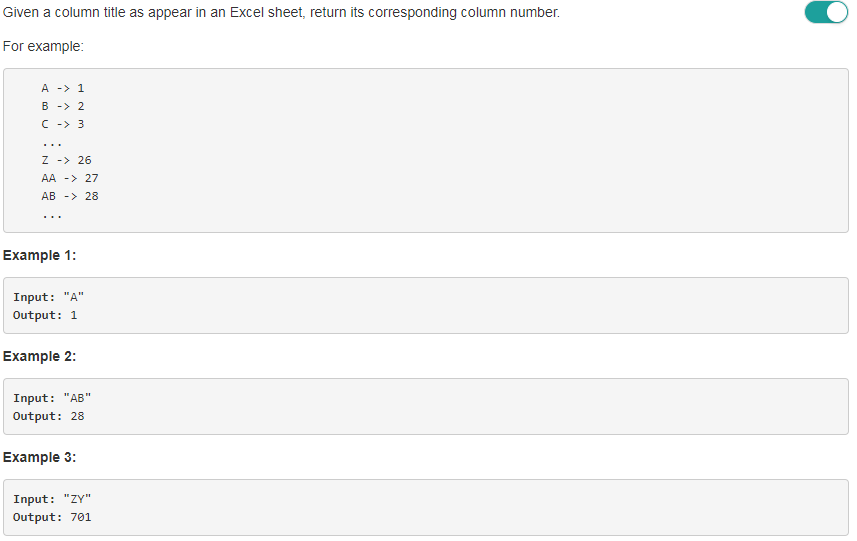 Given a column title as appear in an Excel sheet, return its corresponding column number.
For example:
A -> 1
B -> 2
C -> 3
...
Z -> 26
AA -> 27
AB -> 28
...
Example 1:
Input: "A"
Output: 1
Example 2:
Input: "AB"
Output: 28
Example 3:
Input: "ZY"
Output: 701